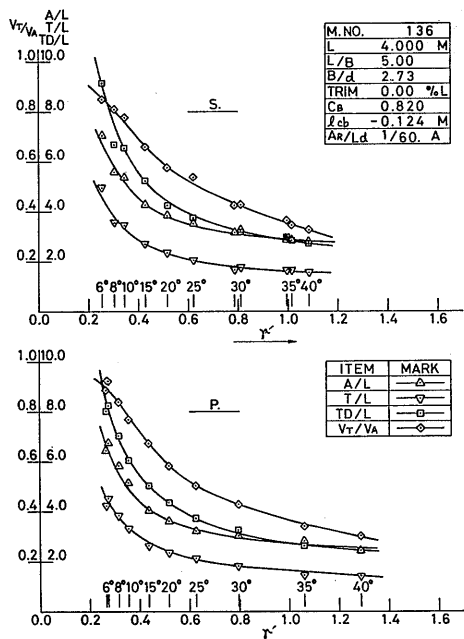 A/L
VT/VA T/L
TD/L
1.0 10.0
0.8 8.0
0.6 6.0
0.4 4.0
0.2 2.0
S.
6° 8° 10° 15° 20° 25° 30° 35° 40°
0.0 0.2 0.4 0.6 0.8 1.0 1.2 1.4 1.6
r'
M.NO. 136
L 4.000 M
L/B 5.00
B/d 2.73
TRIM 0.00 %L
CB 0.820
lcb -0.124 M
AR/Ld 1/60. A
1.0 10.0
0.8 8.0
0.6 6.0
0.4 4.0
0.2 2.0
P.
6° 8° 10° 15° 20° 25° 30° 35° 40°
0.0 0.2 0.4 0.6 0.8 1.0 1.2 1.4 1.6
r'
ITEM MARK
A/L
T/L
TD/L
VT/VA